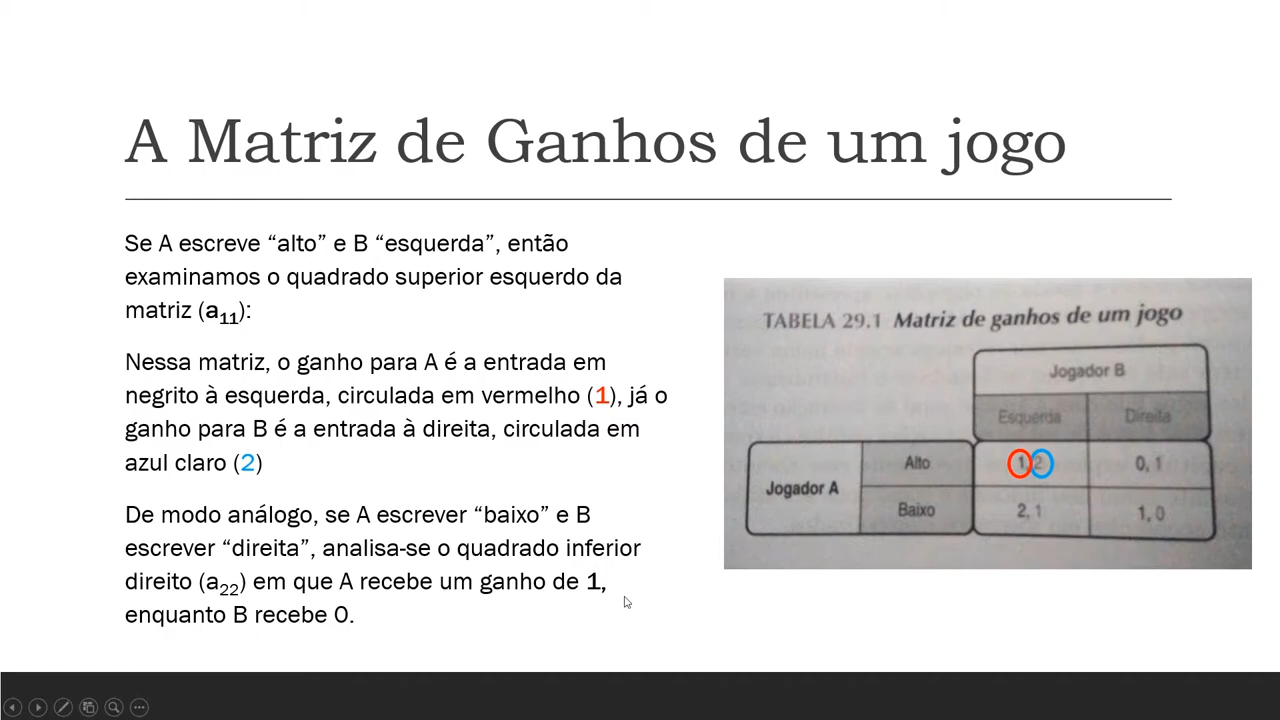 A Matriz de Ganhos de um jogo
Se A escreve “alto” e B “esquerda”, então
examinamos o quadrado superior esquerdo da
matriz (a11):
Nessa matriz, o ganho para A é a entrada em
negrito à esquerda, circulada em vermelho (1), já o
ganho para B é a entrada à direita, circulada em
azul claro (2)
De modo análogo, se A escrever “baixo” e B
escrever “direita”, analisa-se o quadrado inferior
direito (a22) em que A recebe um ganho de 1,
enquanto B recebe 0.
TABELA 29.1 Matriz de ganhos de um jogo
Jogador B
Esquerda Direita
Jogador A
Alto 1, 2 0, 1
Baixo 2, 1 1, 0